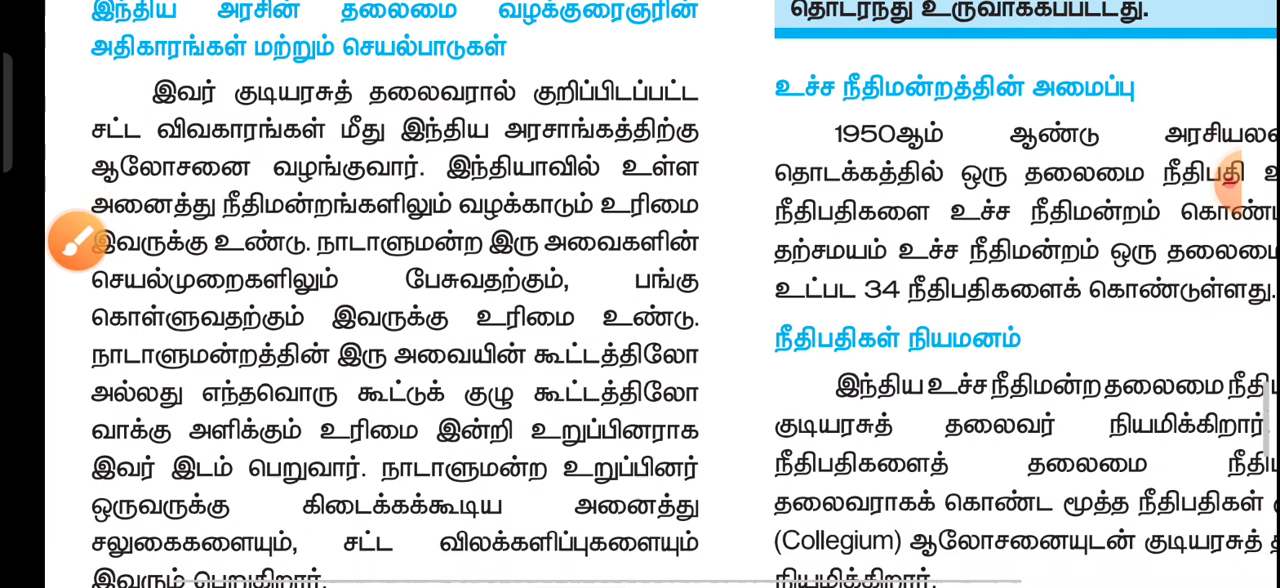 இந்திய அரசின் தலைமை வழக்குரைஞரின்
அதிகாரங்கள் மற்றும் செயல்பாடுகள்
இவர் குடியரசுத் தலைவரால் குறிப்பிடப்பட்ட
சட்ட விவகாரங்கள் மீது இந்திய அரசாங்கத்திற்கு
ஆலோசனை வழங்குவார். இந்தியாவில் உள்ள
அனைத்து நீதிமன்றங்களிலும் வழக்காடும் உரிமை
இவருக்கு உண்டு. நாடாளுமன்ற இரு அவைகளின்
செயல்முறைகளிலும் பேசுவதற்கும், பங்கு
கொள்ளுவதற்கும் இவருக்கு உரிமை உண்டு.
நாடாளுமன்றத்தின் இரு அவையின் கூட்டத்திலோ
அல்லது எந்தவொரு கூட்டுக் குழு கூட்டத்திலோ
வாக்கு அளிக்கும் உரிமை இன்றி உறுப்பினராக
இவர் இடம் பெறுவார். நாடாளுமன்ற உறுப்பினர்
ஒருவருக்கு கிடைக்கக்கூடிய அனைத்து
சலுகைகளையும், சட்ட விலக்களிப்புகளையும்
இவரும் பெறுகிறார்.
தொடர்ந்து உருவாக்கப்பட்டது.
உச்ச நீதிமன்றத்தின் அமைப்பு
1950ஆம் ஆண்டு
தொடக்கத்தில் ஒரு தலைமை நீதிபதி
நீதிபதிகளை உச்ச நீதிமன்றம்
தற்சமயம் உச்ச நீதிமன்றம் ஒரு தலைமை
உட்பட 34 நீதிபதிகளைக் கொண்டுள்ளது.
நீதிபதிகள் நியமனம்
இந்திய உச்ச நீதிமன்ற தலைமை
குடியரசுத் தலைவர் நியமிக்கிறார்.
நீதிபதிகளைத் தலைமை
தலைவராகக் கொண்ட மூத்த நீதிபதிகள்
(Collegium) ஆலோசனையுடன் குடியரசுத்
நியமிக்கிறார்.